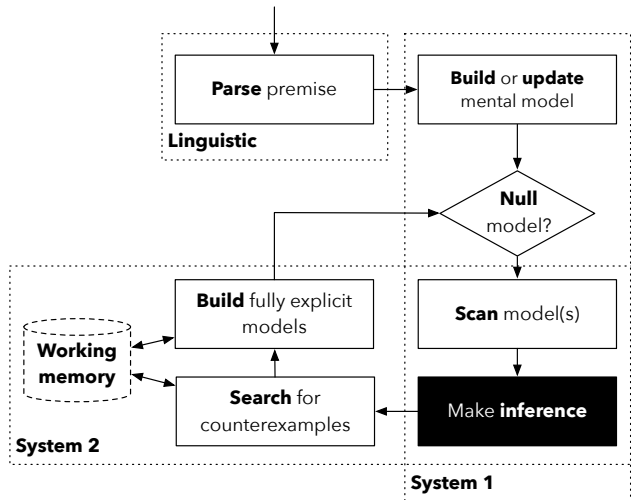 Parse premise
Linguistic
Build or update
mental model
Null
model?
Build fully explicit
models
Scan model(s)
Working
memory
Search for
counterexamples
Make inference
System 2
System 1